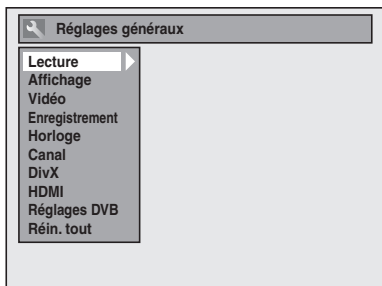 Réglages généraux
Lecture
Affichage
Vidéo
Enregistrement
Horloge
Canal
DivX
HDMI
Réglages DVB
Réin. tout